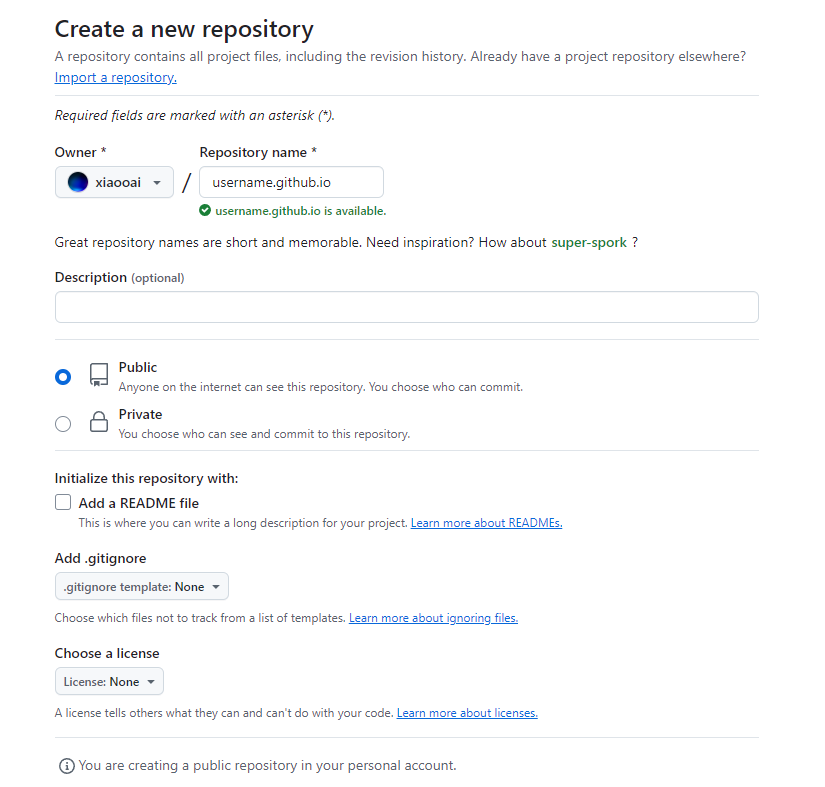 Create a new repository
A repository contains all project files, including the revision history. Already have a project repository elsewhere?
Import a repository.
Required fields are marked with an asterisk (*).
Owner *
Repository name *
xiaooai
/
username.github.io
username.github.io is available.
Great repository names are short and memorable. Need inspiration? How about super-spork ?
Description (optional)
Public
Anyone on the internet can see this repository. You choose who can commit.
Private
You choose who can see and commit to this repository.
Initialize this repository with:
Add a README file
This is where you can write a long description for your project. Learn more about READMEs.
Add .gitignore
.gitignore template: None
Choose which files not to track from a list of templates. Learn more about ignoring files.
Choose a license
License: None
A license tells others what they can and can't do with your code. Learn more about licenses.
You are creating a public repository in your personal account.